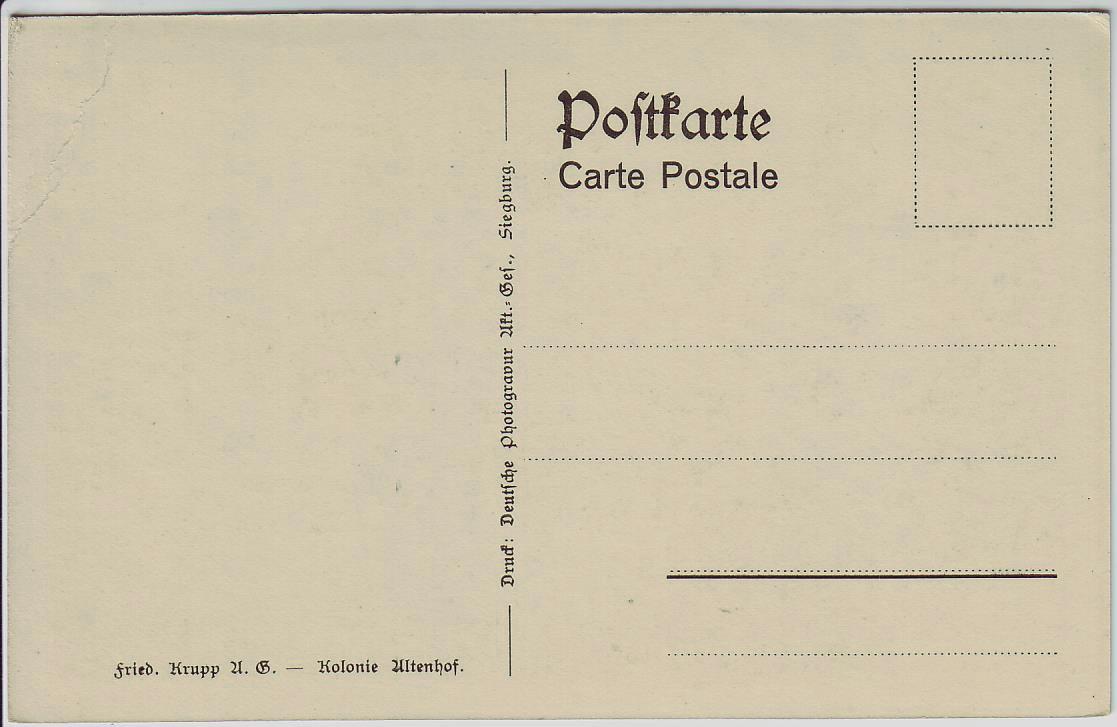 Poſtkarte
Carte Postale
Druck: Deutſche Photogravur Akt.=Geſ., Siegburg.
Fried. Krupp A. G. — Kolonie Altenhof.